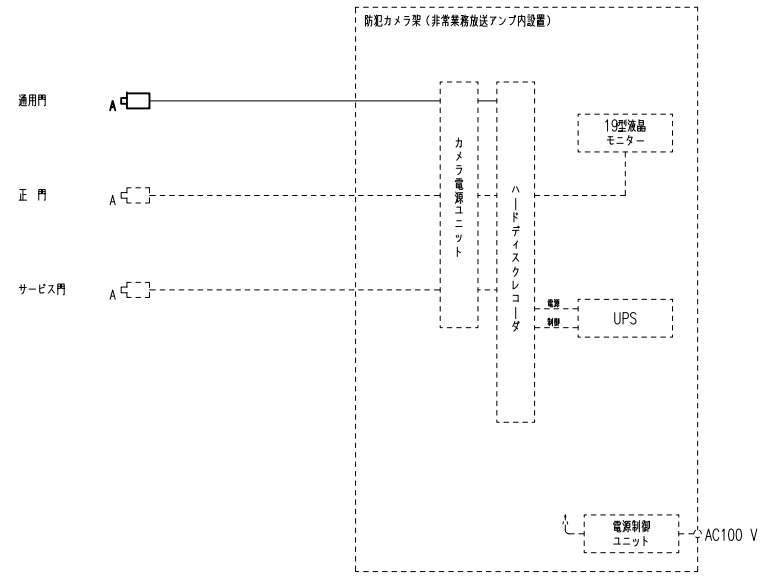 防犯カメラ架（非常業務放送アンプ内設置）
通用門
A
19型液晶
モニター
カメラ電源ユニット
ハードディスクレコーダ
正 門
A
サービス門
A
電源
制御
UPS
電源制御
ユニット
AC100 V